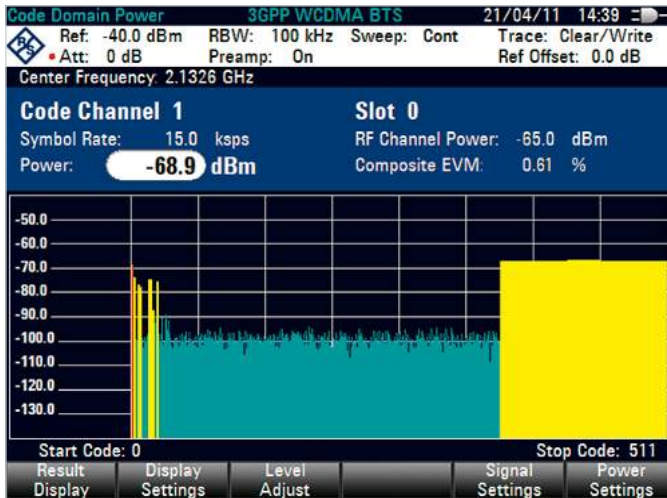 Code Domain Power 3GPP WCDMA BTS 21/04/11 14:39
R&S Ref: -40.0 dBm RBW: 100 kHz Sweep: Cont Trace: Clear/Write
• Att: 0 dB Preamp: On Ref Offset: 0.0 dB
Center Frequency: 2.1326 GHz
Code Channel 1 Slot 0
Symbol Rate: 15.0 ksps RF Channel Power: -65.0 dBm
Power: -68.9 dBm Composite EVM: 0.61 %
-50.0
-60.0
-70.0
-80.0
-90.0
-100.0
-110.0
-120.0
-130.0
Start Code: 0 Stop Code: 511
Result Display Level Signal Power
Display Settings Adjust Settings Settings